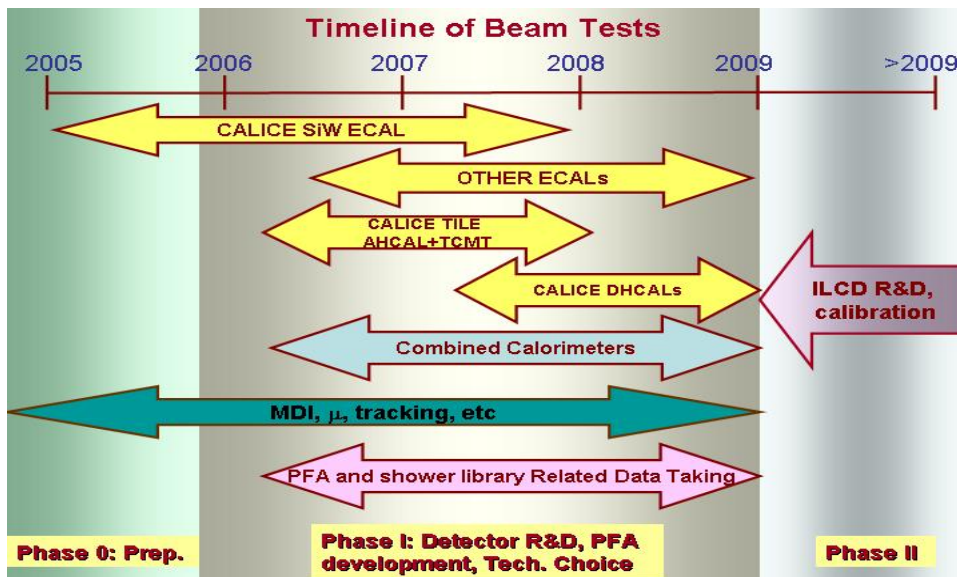 Timeline of Beam Tests
2005 2006 2007 2008 2009 >2009
CALICE SiW ECAL
OTHER ECALs
CALICE TILE
AHCAL+TCMT
CALICE DHCALs
ILCD R&D,
calibration
Combined Calorimeters
MDI, μ, tracking, etc
PFA and shower library Related Data Taking
Phase 0: Prep.
Phase I: Detector R&D, PFA
development, Tech. Choice
Phase II